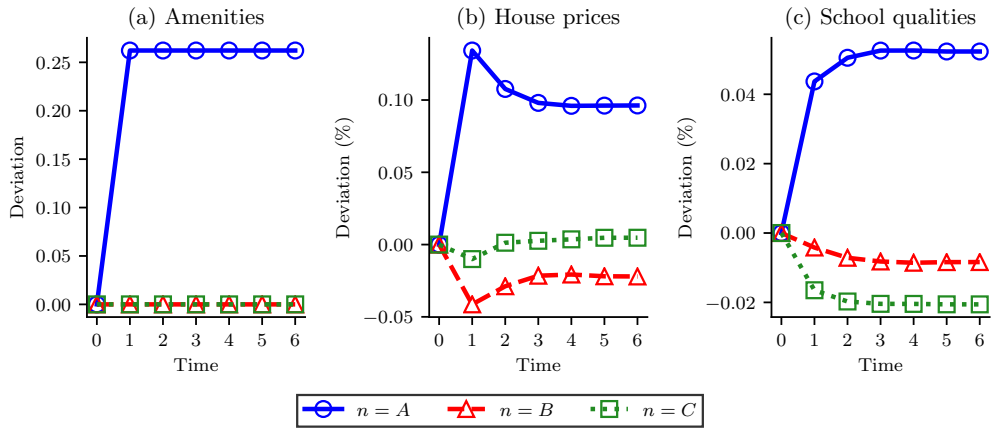 (a) Amenities
0.25
0.20
0.15
0.10
0.05
0.00
Deviation
0 1 2 3 4 5 6
Time
(b) House prices
0.10
0.05
0.00
−0.05
Deviation (%)
0 1 2 3 4 5 6
Time
(c) School qualities
0.04
0.02
0.00
−0.02
Deviation (%)
0 1 2 3 4 5 6
Time
n = A n = B n = C